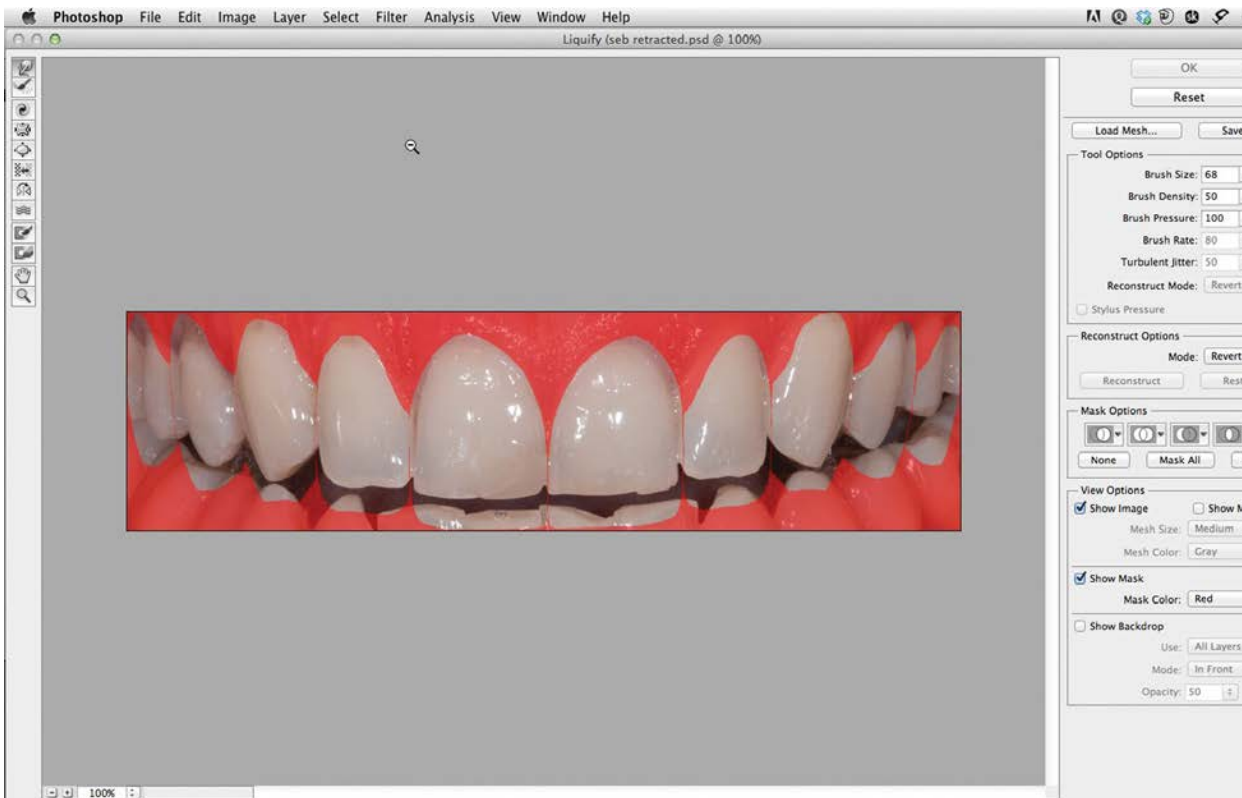 Photoshop File Edit Image Layer Select Filter Analysis View Window Help
Liquify (seb retracted.psd @ 100%)
OK
Reset
Load Mesh... Save
Tool Options
Brush Size: 68
Brush Density: 50
Brush Pressure: 100
Brush Rate: 80
Turbulent Jitter: 50
Reconstruct Mode: Revert
Stylus Pressure
Reconstruct Options
Mode: Revert
Reconstruct Rest
Mask Options
None Mask All
View Options
Show Image Show M
Mesh Size: Medium
Mesh Color: Gray
Show Mask
Mask Color: Red
Show Backdrop
Use: All Layers
Mode: In Front
Opacity: 50
100%